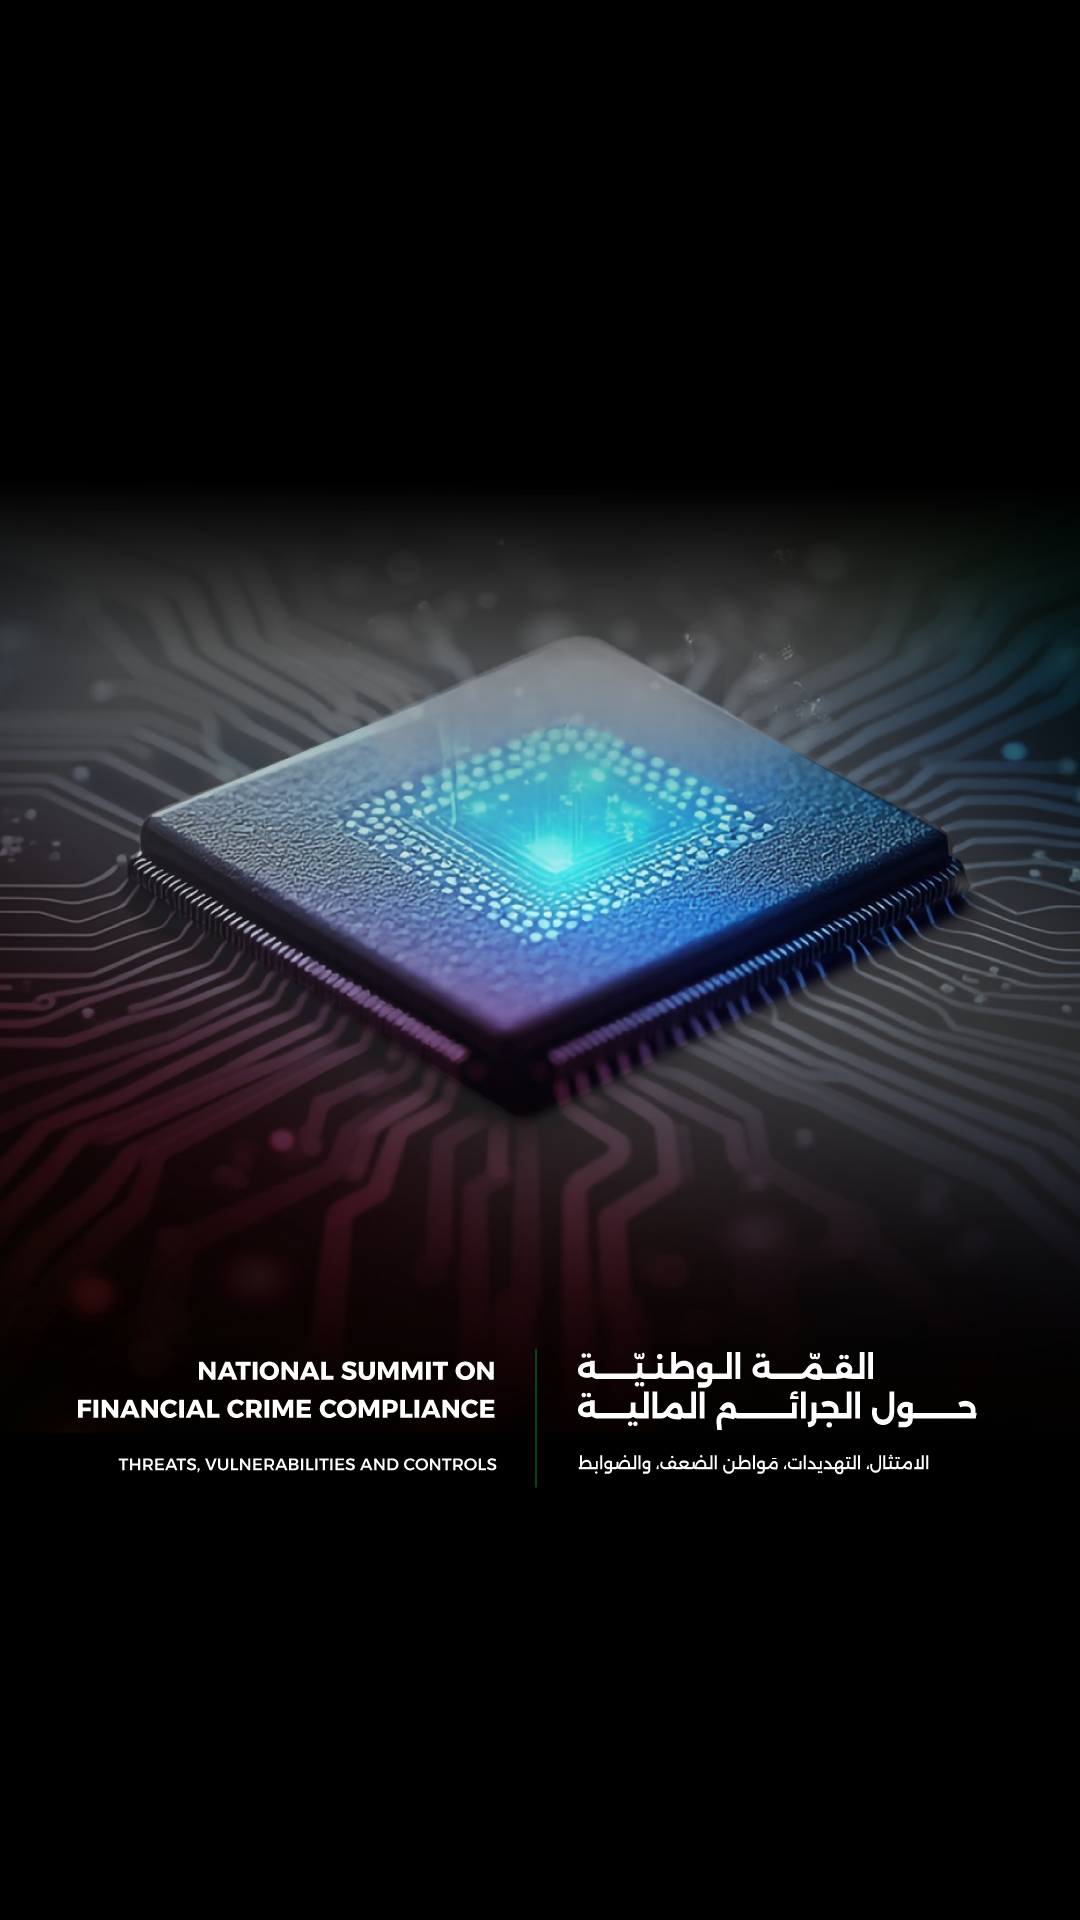 NATIONAL SUMMIT ON
FINANCIAL CRIME COMPLIANCE
THREATS, VULNERABILITIES AND CONTROLS
القمّـــة الوطنيّـــة
حـــول الجرائـــم الماليـــة
الامتثال، التهديدات، مَواطن الضعف، والضوابط